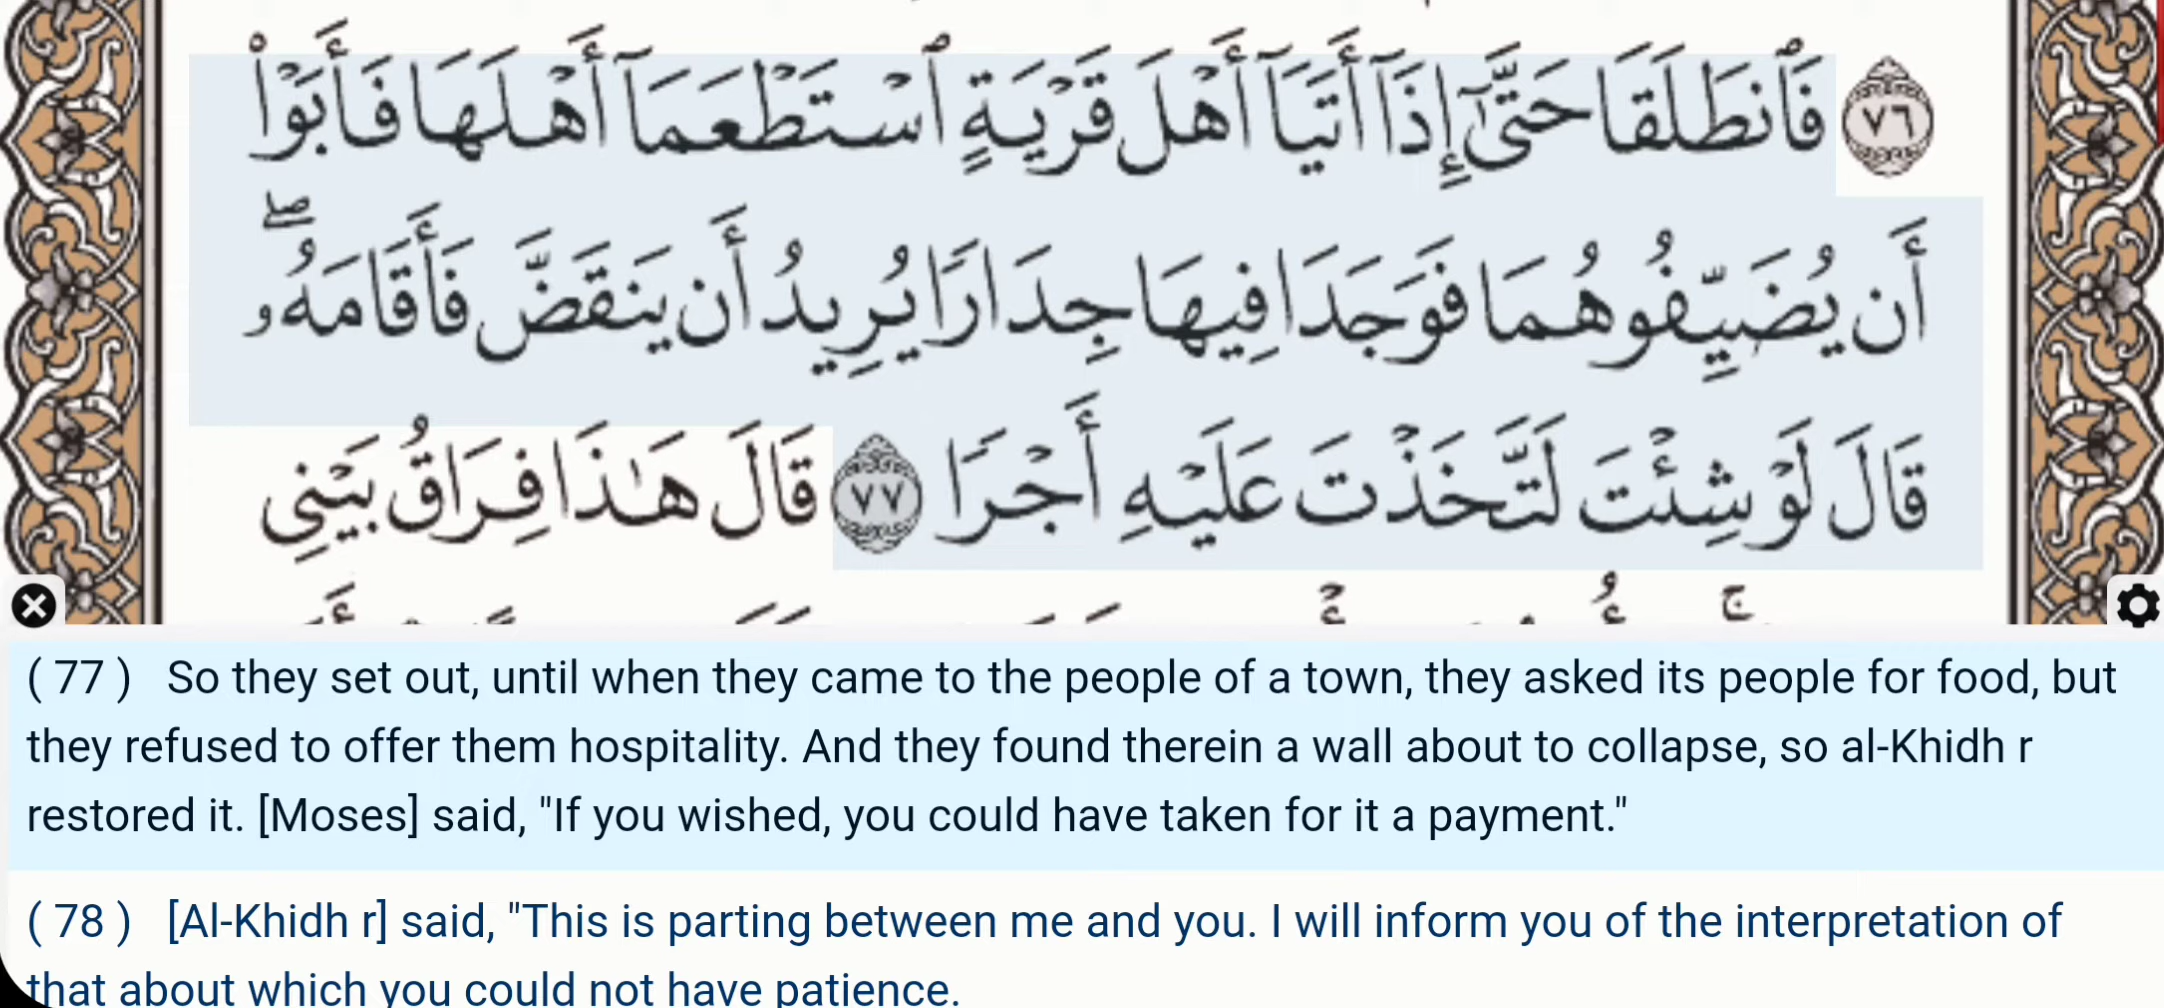 ٧٦ فَٱنطَلَقَا حَتَّىٰٓ إِذَآ أَتَيَآ أَهْلَ قَرْيَةٍ ٱسْتَطْعَمَآ أَهْلَهَا فَأَبَوْا۟
أَن يُضَيِّفُوهُمَا فَوَجَدَا فِيهَا جِدَارًا يُرِيدُ أَن يَنقَضَّ فَأَقَامَهُۥ ۖ
قَالَ لَوْ شِئْتَ لَتَّخَذْتَ عَلَيْهِ أَجْرًا ٧٧ قَالَ هَـٰذَا فِرَاقُ بَيْنِى
( 77 ) So they set out, until when they came to the people of a town, they asked its people for food, but
they refused to offer them hospitality. And they found therein a wall about to collapse, so al-Khidh r
restored it. [Moses] said, "If you wished, you could have taken for it a payment."
( 78 ) [Al-Khidh r] said, "This is parting between me and you. I will inform you of the interpretation of
that about which you could not have patience.